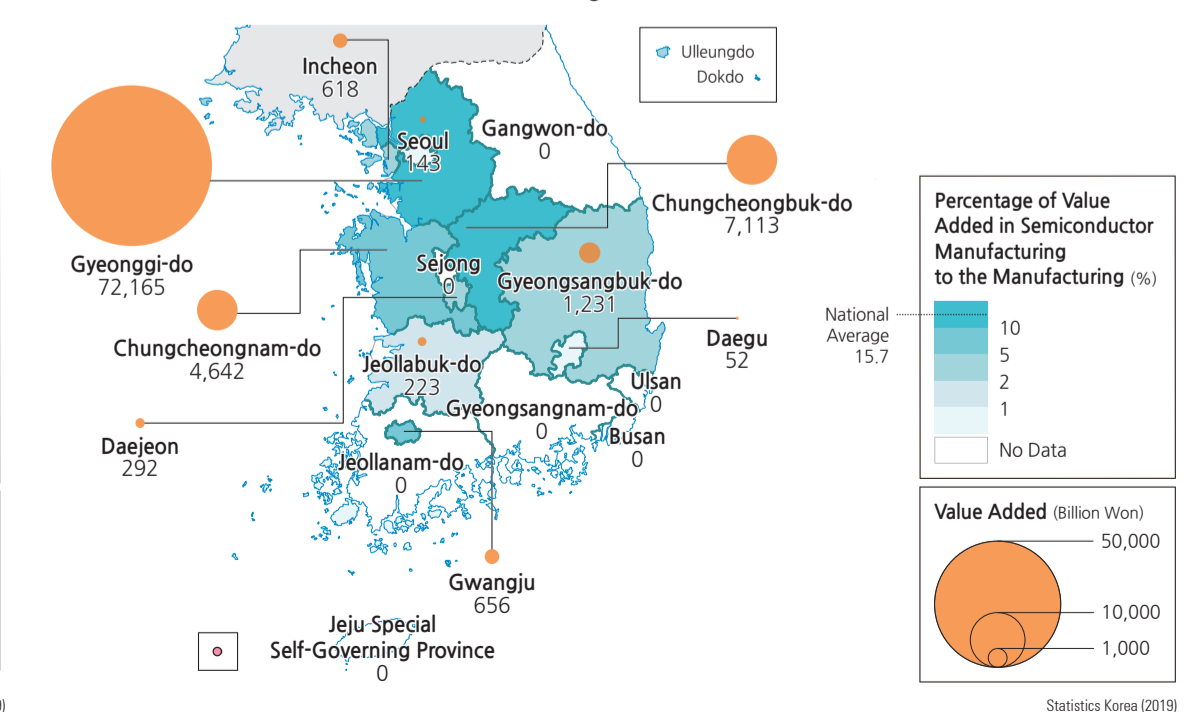 Incheon
618
Ulleungdo
Dokdo
Seoul
143
Gangwon-do
0
Chungcheongbuk-do
7,113
Gyeonggi-do
72,165
Sejong
0
Gyeongsangbuk-do
1,231
Chungcheongnam-do
4,642
Daegu
52
Jeollabuk-do
223
Ulsan
0
Gyeongsangnam-do
0
Busan
0
Daejeon
292
Jeollanam-do
0
Gwangju
656
Jeju Special
Self-Governing Province
0
Percentage of Value
Added in Semiconductor
Manufacturing
to the Manufacturing (%)
National
Average
15.7
10
5
2
1
No Data
Value Added (Billion Won)
50,000
10,000
1,000
Statistics Korea (2019)